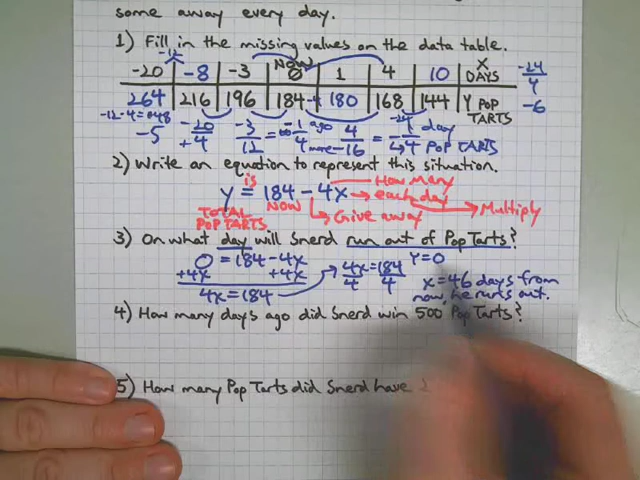 some away every day.
1) Fill in the missing values on the data table.
-12
NOW
-20 -8 -3 0 1 4 10 X DAYS
264 216 196 184 180 168 144 Y POP TARTS
-24/4
-6
-12·-4=+48
-5 -20/+4 -3/12 = -1 ago/4 more 4/-16 = -1 day/4 POP TARTS
-24
2) Write an equation to represent this situation.
is How many
y = 184 - 4x → each day
TOTAL POP TARTS NOW Give away Multiply
3) On what day will Snerd run out of Pop Tarts?
0 = 184 - 4x 4x = 184 Y=0
+4x +4x 4 4 x = 46 days from
4x = 184 now, he runs out.
4) How many days ago did Snerd win 500 Pop Tarts?
5) How many Pop Tarts did Snerd have